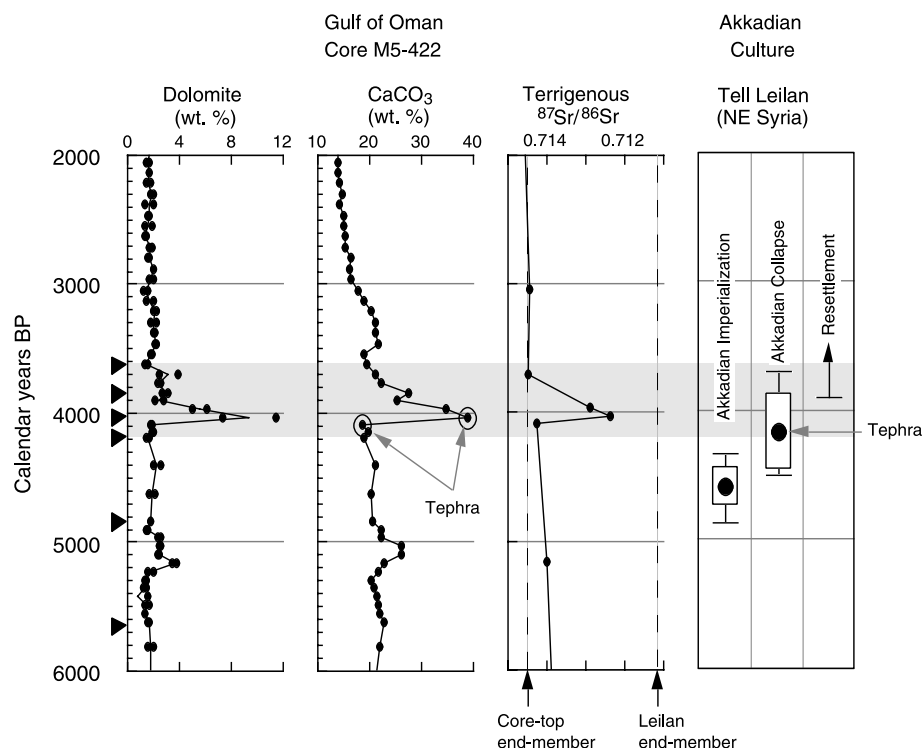 Gulf of Oman
Core M5-422
Akkadian
Culture
Dolomite
(wt. %)
CaCO3
(wt. %)
Terrigenous
87Sr/86Sr
Tell Leilan
(NE Syria)
0 4 8 12
10 20 30 40
0.714 0.712
Calendar years BP
2000
3000
4000
5000
6000
Tephra
Akkadian Imperialization
Akkadian Collapse
Resettlement
Tephra
Core-top
end-member
Leilan
end-member